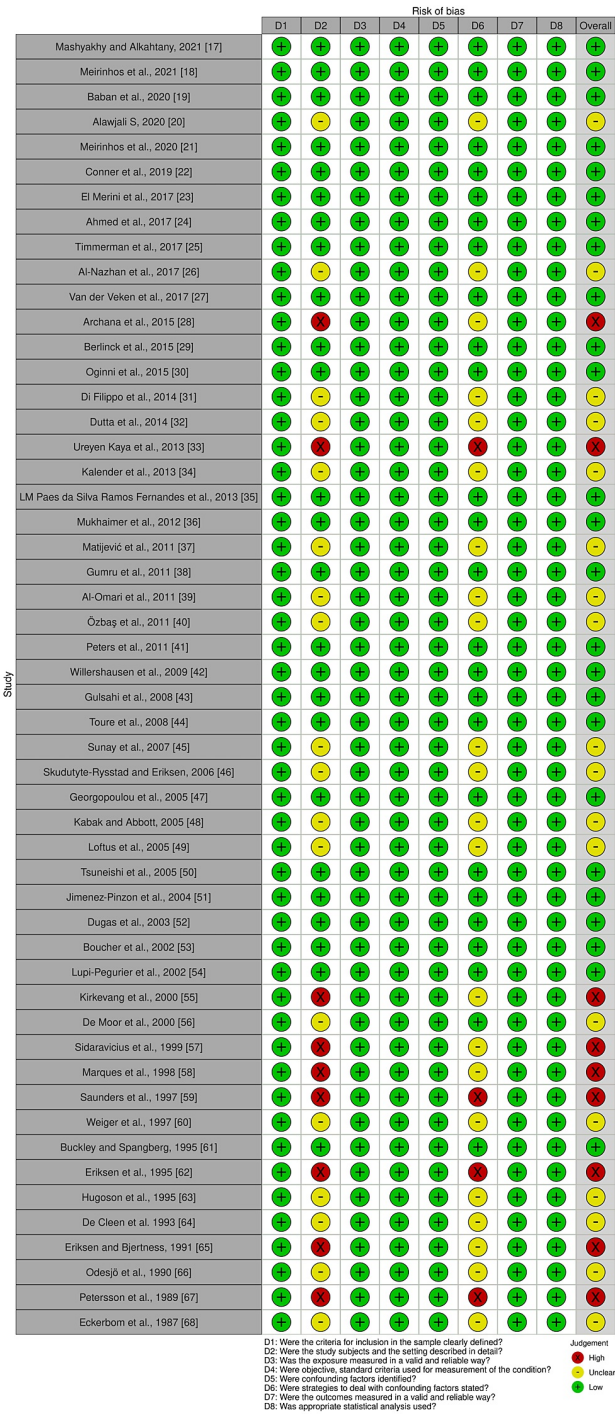 Risk of bias
D1 D2 D3 D4 D5 D6 D7 D8 Overall
Mashyakhy and Alkahtany, 2021 [17] + + + + + + + + +
Meirinhos et al., 2021 [18] + + + + + + + + +
Baban et al. 2020 [19] + + + + + + + + +
Alawjali S, 2020 [20] + - + + + - + + -
Meirinhos et al., 2020 [21] + + + + + + + + +
Conner et al., 2019 [22] + + + + + + + + +
El Merini et al., 2017 [23] + + + + + + + + +
Ahmed et al., 2017 [24] + + + + + + + + +
Timmerman et al., 2017 [25] + + + + + + + + +
Al-Nazhan et al., 2017 [26] + - + + + - + + -
Van der Veken et al., 2017 [27] + + + + + + + + +
Archana et al., 2015 [28] + X + + + - + + X
Berlinck et al., 2015 [29] + + + + + + + + +
Oginni et al., 2015 [30] + + + + + + + + +
Di Filippo et al., 2014 [31] + - + + + - + + -
Dutta et al., 2014 [32] + - + + + - + + -
Ureyen Kaya et al., 2013 [33] + X + + + X + + X
Kalender et al., 2013 [34] + - + + + - + + -
LM Paes da Silva Ramos Fernandes et al., 2013 [35] + + + + + + + + +
Mukhaimer et al., 2012 [36] + + + + + + + + +
Matijević et al., 2011 [37] + - + + + - + + -
Gumru et al., 2011 [38] + + + + + + + + +
Al-Omari et al., 2011 [39] + - + + + - + + -
Özbaş et al., 2011 [40] + - + + + - + + -
Peters et al., 2011 [41] + + + + + + + + +
Willershausen et al., 2009 [42] + + + + + + + + +
Gulsahi et al., 2008 [43] + + + + + + + + +
Toure et al., 2008 [44] + + + + + + + + +
Sunay et al., 2007 [45] + - + + + - + + -
Skudutyte-Rysstad and Eriksen, 2006 [46] + - + + + - + + -
Georgopoulou et al., 2005 [47] + + + + + + + + +
Kabak and Abbott, 2005 [48] + - + + + - + + -
Loftus et al., 2005 [49] + - + + + - + + -
Tsuneishi et al., 2005 [50] + + + + + + + + +
Jimenez-Pinzon et al., 2004 [51] + + + + + + + + +
Dugas et al., 2003 [52] + + + + + + + + +
Boucher et al., 2002 [53] + + + + + + + + +
Lupi-Pegurier et al., 2002 [54] + + + + + + + + +
Kirkevang et al., 2000 [55] + X + + + - + + X
De Moor et al., 2000 [56] + - + + + + + + -
Sidaravicius et al., 1999 [57] + X + + + - + + X
Marques et al., 1998 [58] + X + + + - + + X
Saunders et al., 1997 [59] + X + + + X + + X
Weiger et al., 1997 [60] + - + + + - + + -
Buckley and Spangberg, 1995 [61] + + + + + + + + +
Eriksen et al., 1995 [62] + X + + + X + + X
Hugoson et al., 1995 [63] + - + + + - + + -
De Cleen et al. 1993 [64] + - + + + - + + -
Eriksen and Bjertness, 1991 [65] + X + + + - + + X
Odesjö et al., 1990 [66] + - + + + - + + -
Petersson et al., 1989 [67] + X + + + X + + X
Eckerbom et al., 1987 [68] + - + + + - + + -
Study
D1: Were the criteria for inclusion in the sample clearly defined?
D2: Were the study subjects and the setting described in detail?
D3: Was the exposure measured in a valid and reliable way?
D4: Were objective, standard criteria used for measurement of the condition?
D5: Were confounding factors identified?
D6: Were strategies to deal with confounding factors stated?
D7: Were the outcomes measured in a valid and reliable way?
D8: Was appropriate statistical analysis used?
Judgement
X High
- Unclear
+ Low